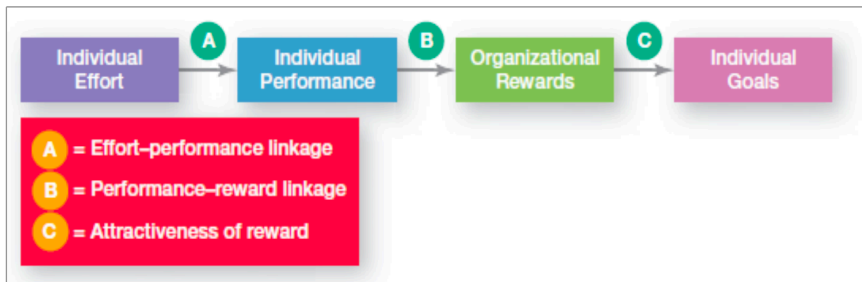 A
B
C
Individual
Effort
Individual
Performance
Organizational
Rewards
Individual
Goals
A = Effort–performance linkage
B = Performance–reward linkage
C = Attractiveness of reward